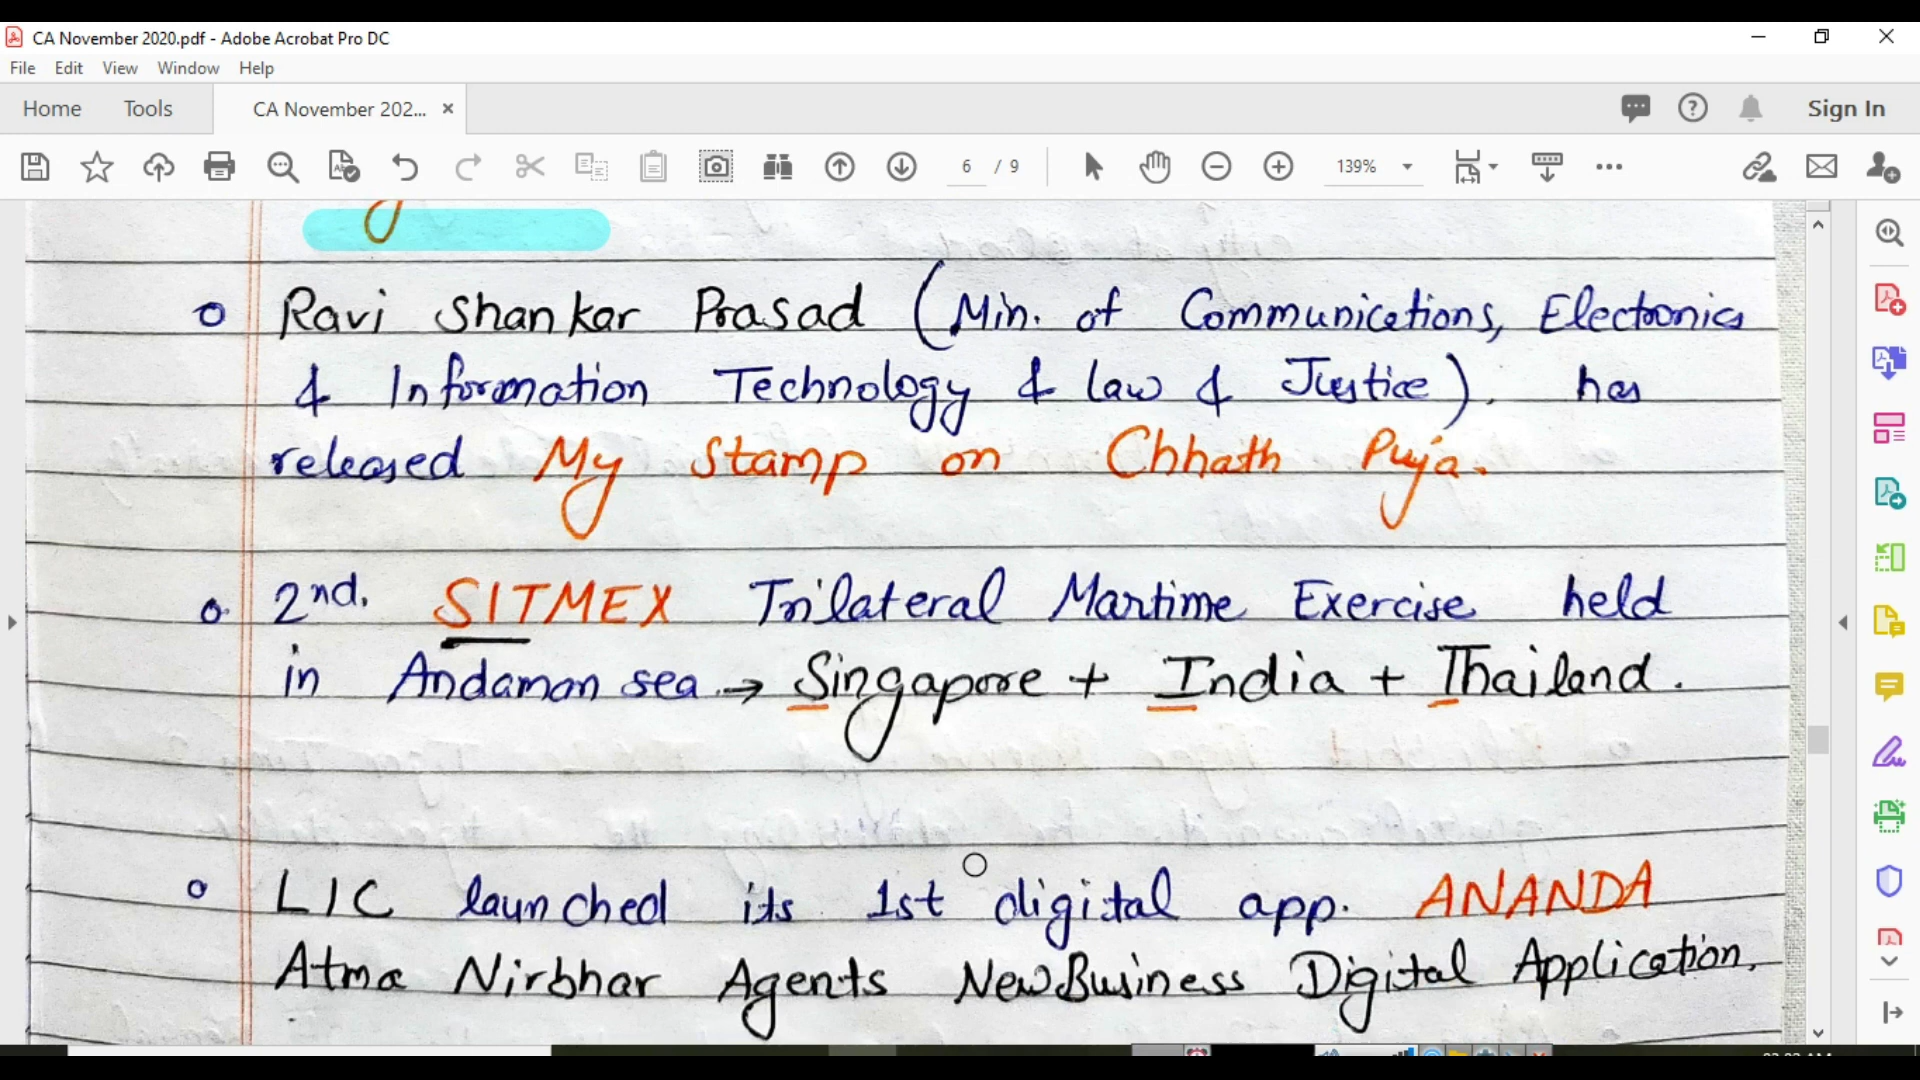 CA November 2020.pdf - Adobe Acrobat Pro DC
File Edit View Window Help
Home Tools CA November 202... × Sign In
6 / 9 139%
Ravi Shankar Prasad (Min. of Communications, Electronics
& Information Technology & Law & Justice). has
released My Stamp on Chhath Puja.
2nd. SITMEX Trilateral Maritime Exercise held
in Andaman sea → Singapore + India + Thailand.
LIC launched its 1st digital app. ANANDA
Atma Nirbhar Agents New Business Digital Application.